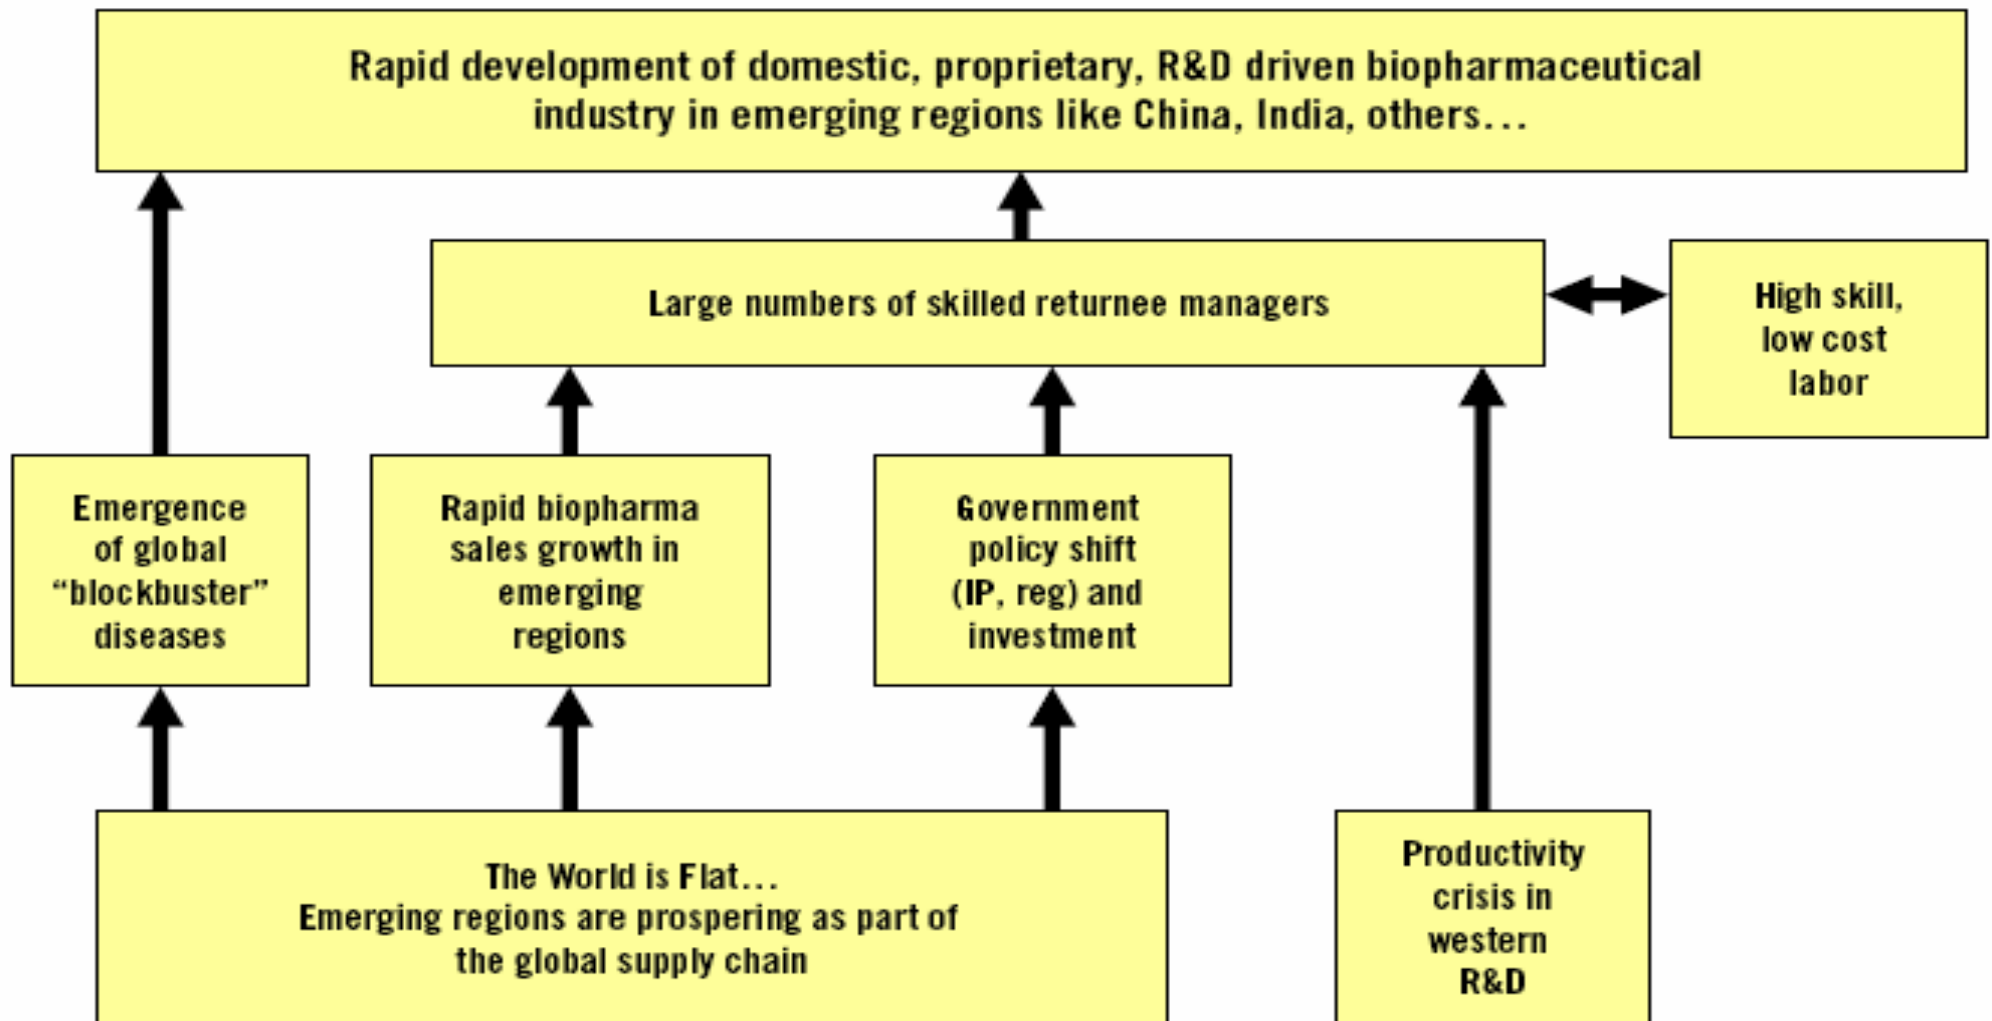 Rapid development of domestic, proprietary, R&D driven biopharmaceutical
industry in emerging regions like China, India, others...
Large numbers of skilled returnee managers
High skill,
low cost
labor
Emergence
of global
“blockbuster”
diseases
Rapid biopharma
sales growth in
emerging
regions
Government
policy shift
(IP, reg) and
investment
The World is Flat...
Emerging regions are prospering as part of
the global supply chain
Productivity
crisis in
western
R&D